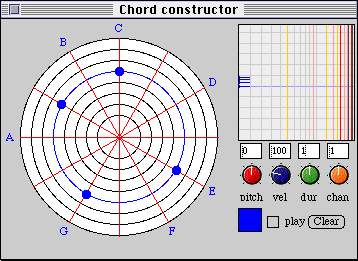 Chord constructor
C
B
D
A
E
G
F
0 100 1 1
pitch vel dur chan
play Clear